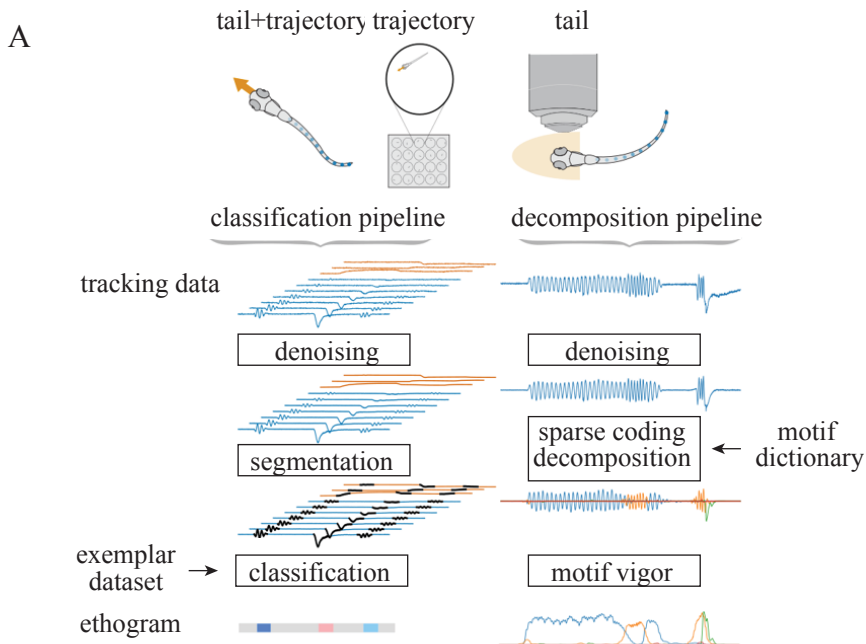 A
tail+trajectory trajectory tail
classification pipeline decomposition pipeline
tracking data
denoising denoising
segmentation
sparse coding
decomposition
motif
dictionary
exemplar
dataset
classification motif vigor
ethogram